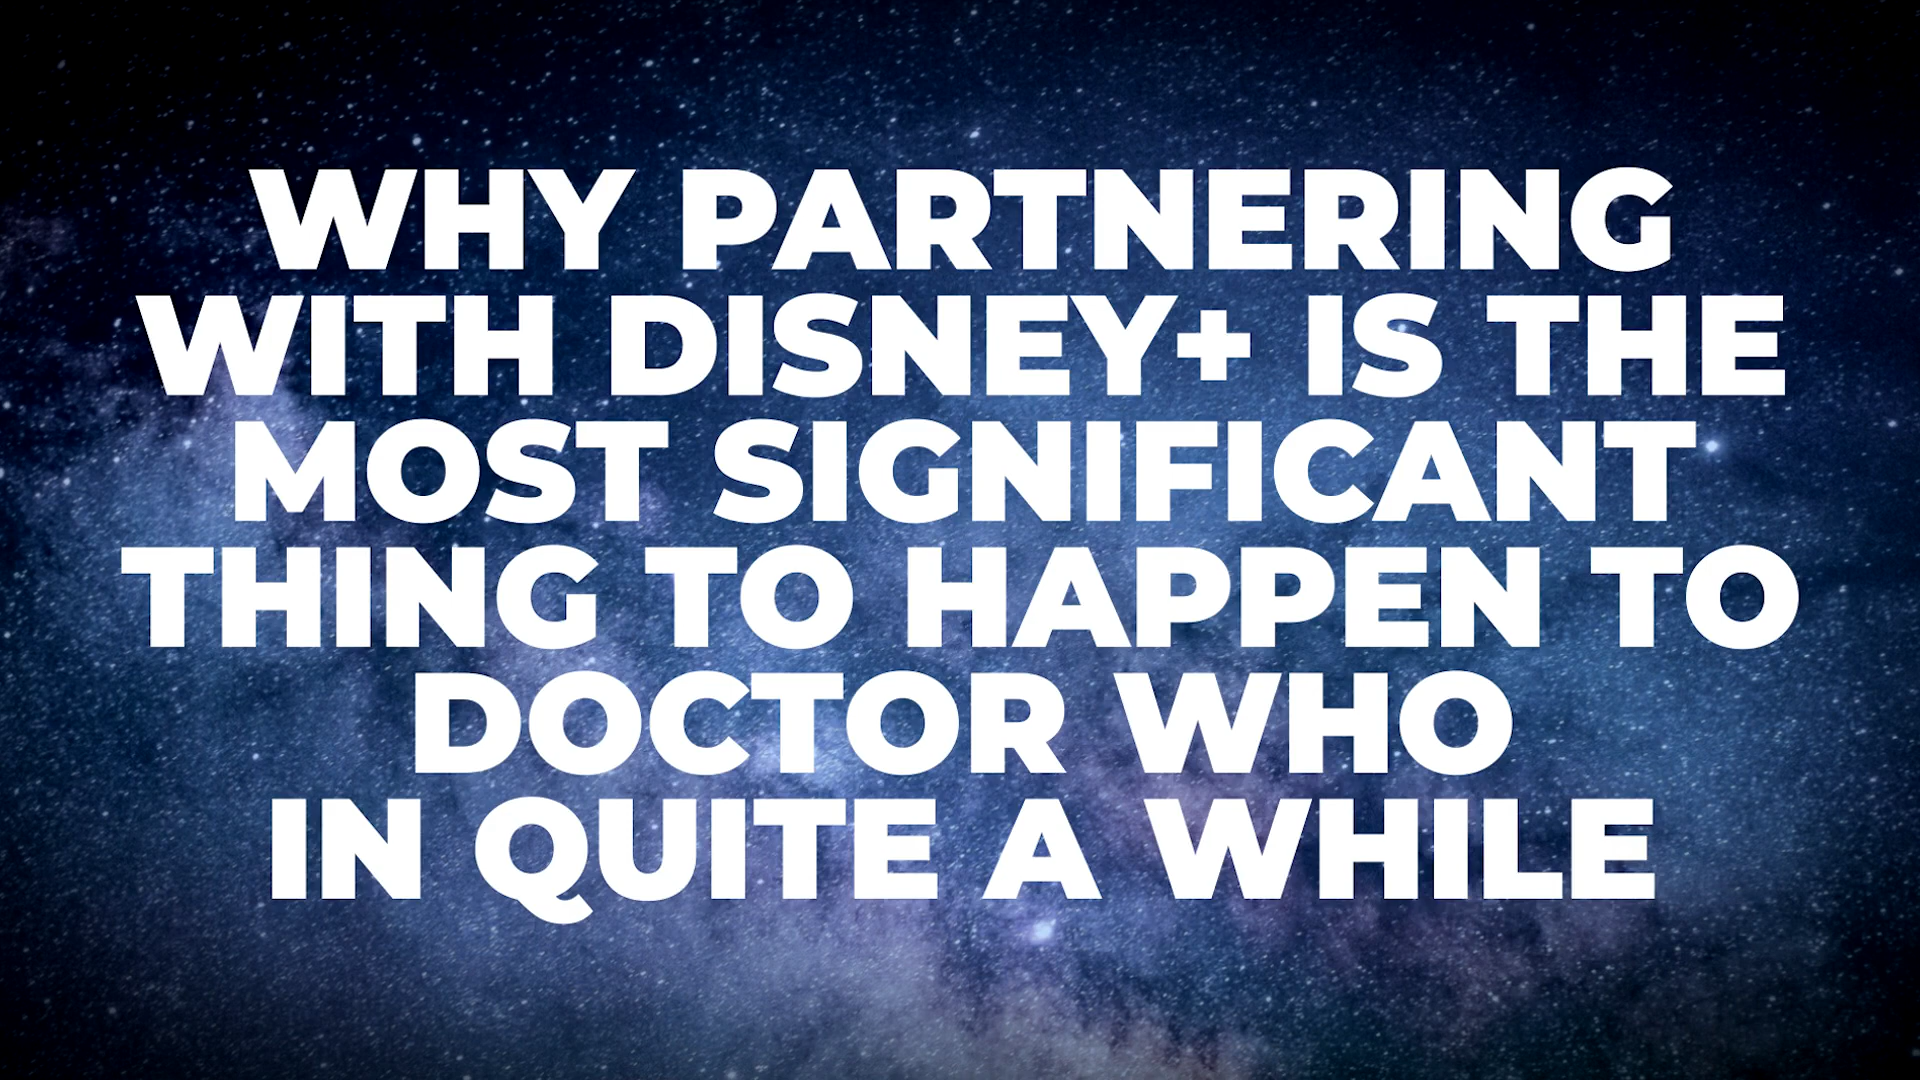 WHY PARTNERING
WITH DISNEY+ IS THE
MOST SIGNIFICANT
THING TO HAPPEN TO
DOCTOR WHO
IN QUITE A WHILE